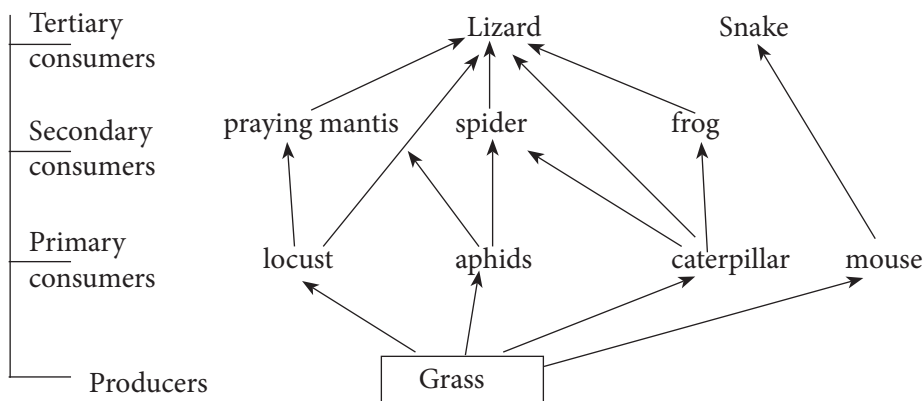 Tertiary
consumers
Lizard
Snake
Secondary
consumers
praying mantis
spider
frog
Primary
consumers
locust
aphids
caterpillar
mouse
Producers
Grass